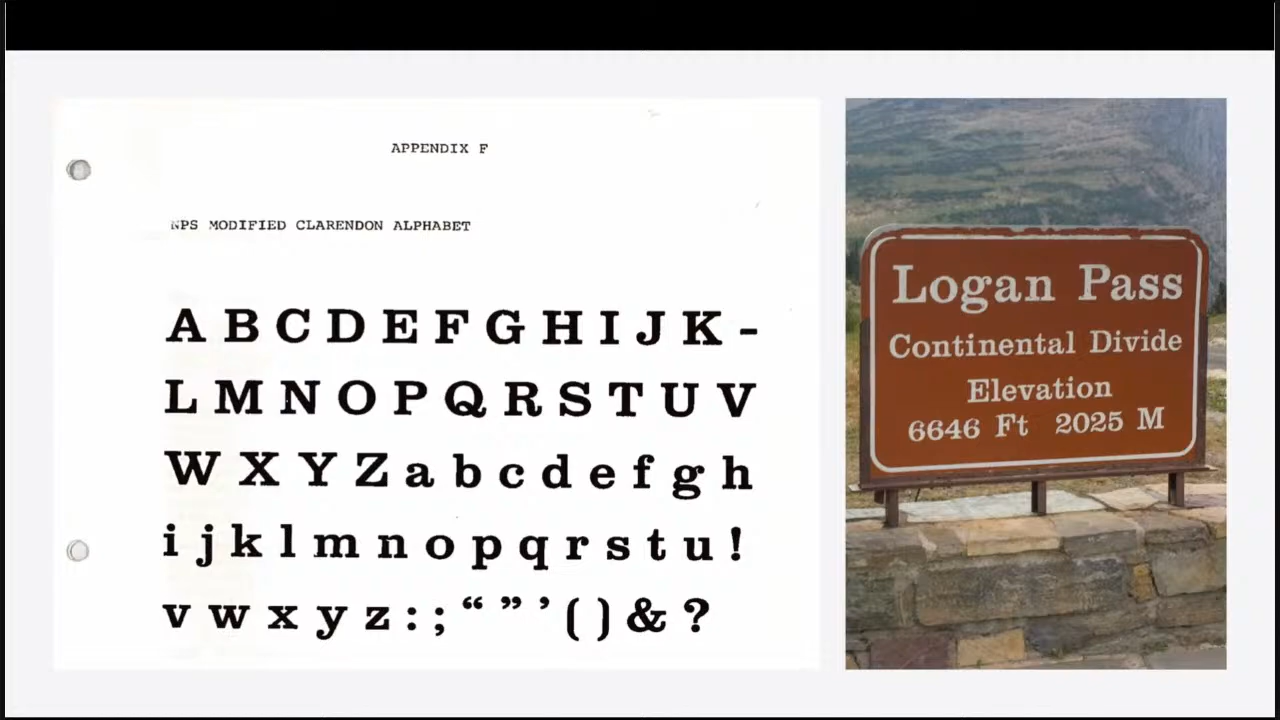 APPENDIX F
NPS MODIFIED CLARENDON ALPHABET
A B C D E F G H I J K -
L M N O P Q R S T U V
W X Y Z a b c d e f g h
i j k l m n o p q r s t u !
v w x y z : ; “ ” ’ ( ) & ?
Logan Pass
Continental Divide
Elevation
6646 Ft 2025 M